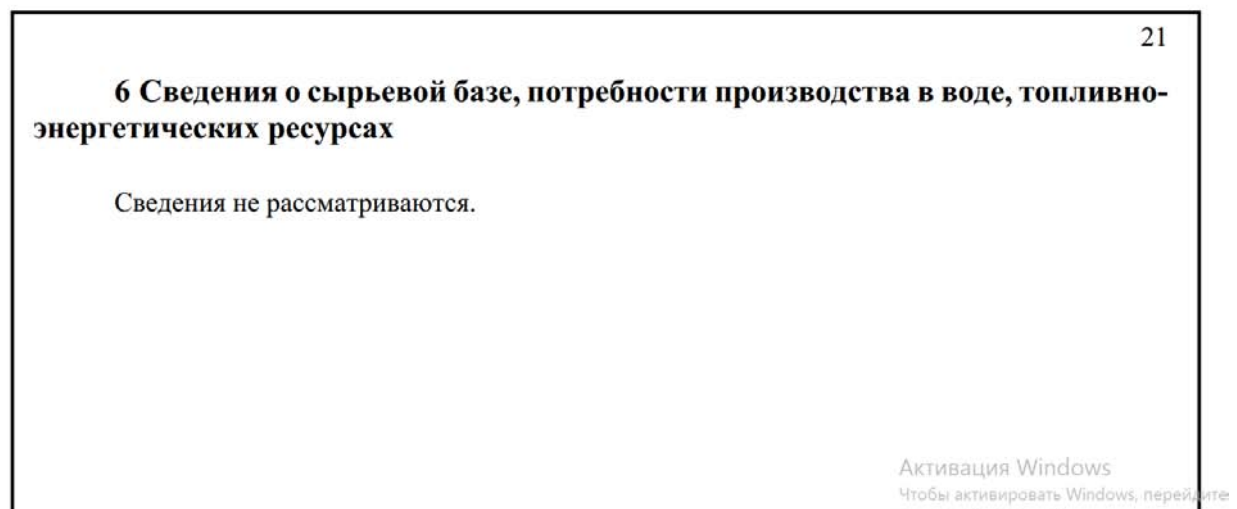 21
6 Сведения о сырьевой базе, потребности производства в воде, топливно-
энергетических ресурсах
Сведения не рассматриваются.
Активация Windows
Чтобы активировать Windows, перейдите